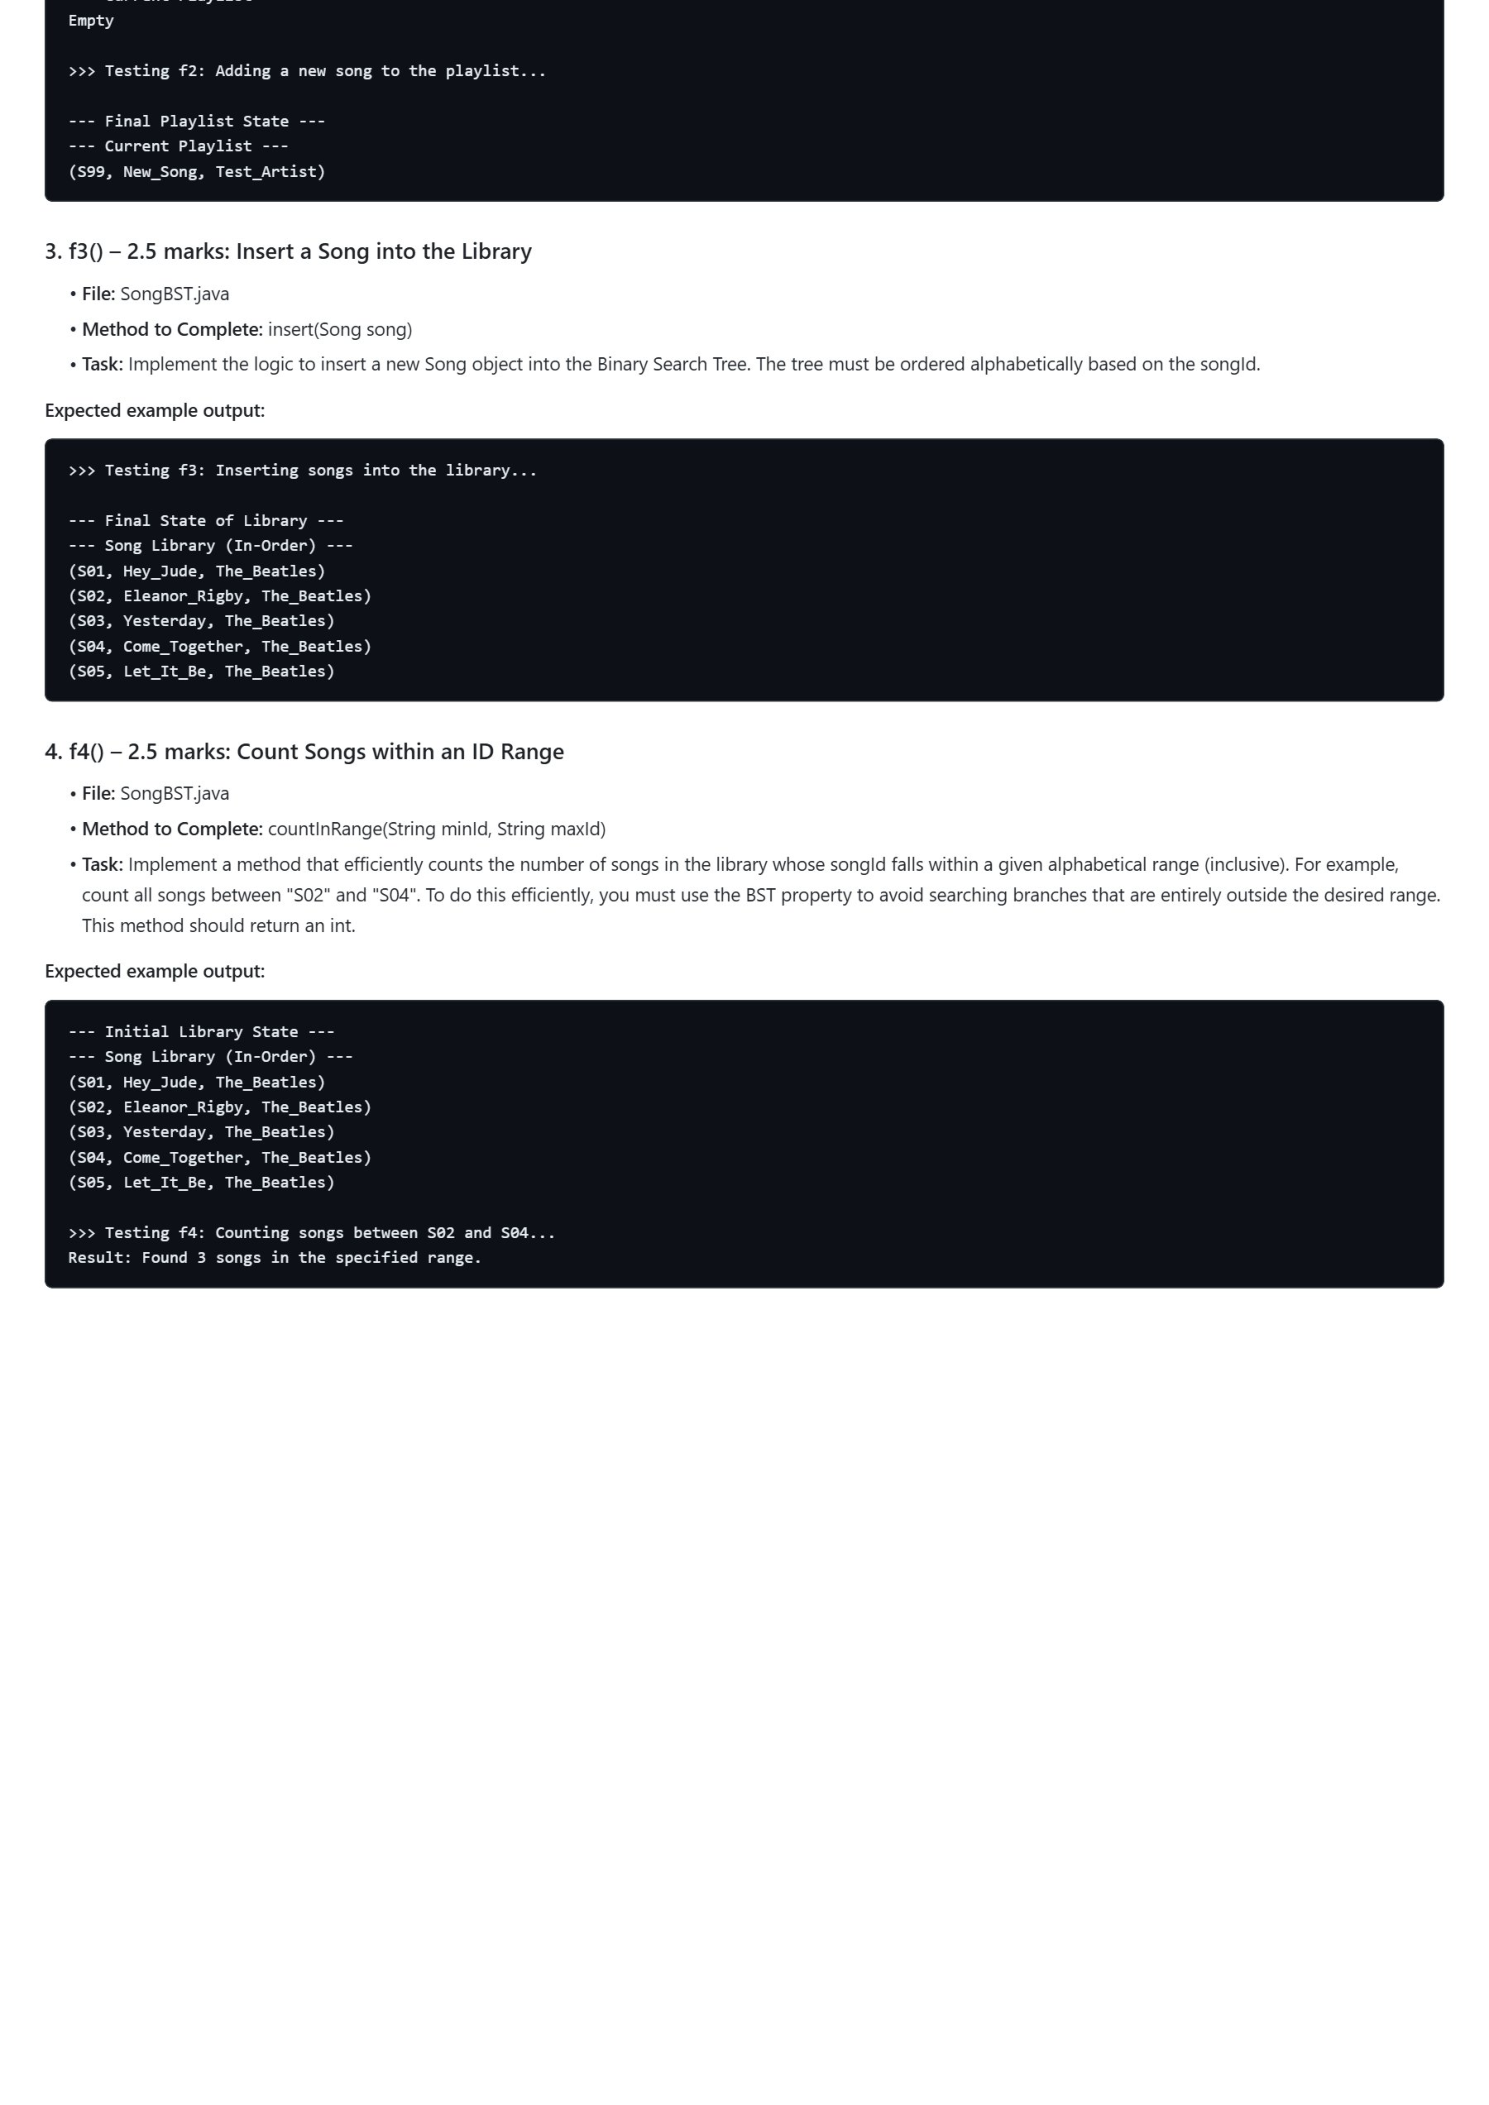 Empty
>>> Testing f2: Adding a new song to the playlist...
--- Final Playlist State ---
--- Current Playlist ---
(S99, New_Song, Test_Artist)
3. f3() – 2.5 marks: Insert a Song into the Library
• File: SongBST.java
• Method to Complete: insert(Song song)
• Task: Implement the logic to insert a new Song object into the Binary Search Tree. The tree must be ordered alphabetically based on the songId.
Expected example output:
>>> Testing f3: Inserting songs into the library...
--- Final State of Library ---
--- Song Library (In-Order) ---
(S01, Hey_Jude, The_Beatles)
(S02, Eleanor_Rigby, The_Beatles)
(S03, Yesterday, The_Beatles)
(S04, Come_Together, The_Beatles)
(S05, Let_It_Be, The_Beatles)
4. f4() – 2.5 marks: Count Songs within an ID Range
• File: SongBST.java
• Method to Complete: countInRange(String minId, String maxId)
• Task: Implement a method that efficiently counts the number of songs in the library whose songId falls within a given alphabetical range (inclusive). For example,
count all songs between "S02" and "S04". To do this efficiently, you must use the BST property to avoid searching branches that are entirely outside the desired range.
This method should return an int.
Expected example output:
--- Initial Library State ---
--- Song Library (In-Order) ---
(S01, Hey_Jude, The_Beatles)
(S02, Eleanor_Rigby, The_Beatles)
(S03, Yesterday, The_Beatles)
(S04, Come_Together, The_Beatles)
(S05, Let_It_Be, The_Beatles)
>>> Testing f4: Counting songs between S02 and S04...
Result: Found 3 songs in the specified range.